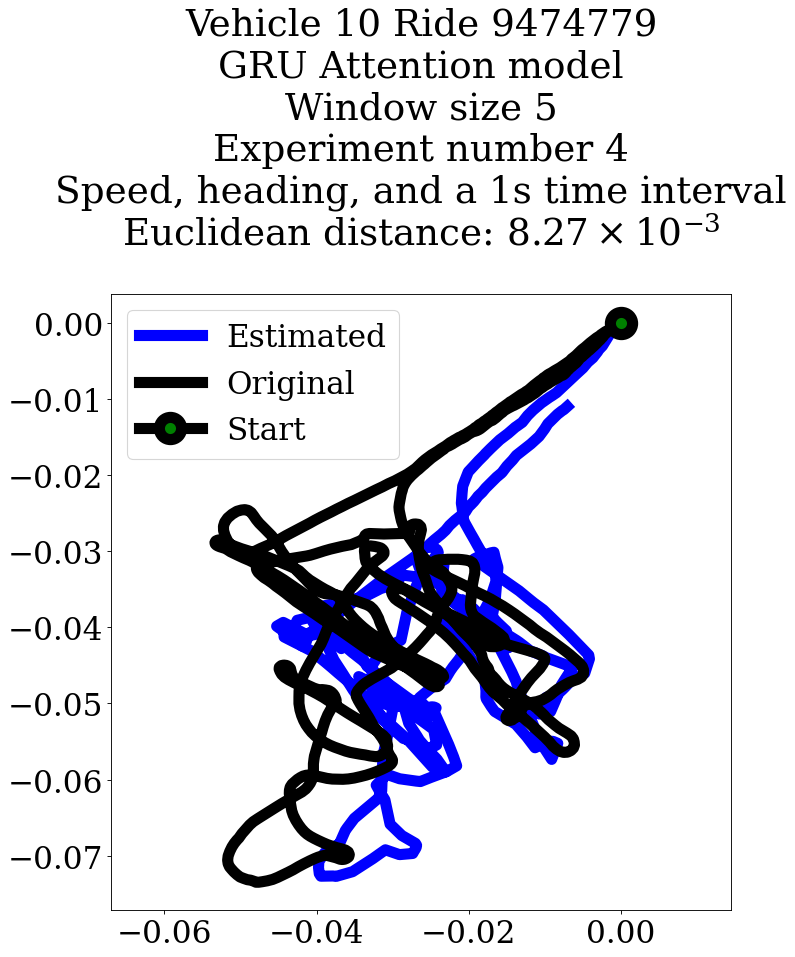 Vehicle 10 Ride 9474779
GRU Attention model
Window size 5
Experiment number 4
Speed, heading, and a 1s time interval
Euclidean distance: 8.27 × 10⁻³
Estimated
Original
Start
0.00
−0.01
−0.02
−0.03
−0.04
−0.05
−0.06
−0.07
−0.06 −0.04 −0.02 0.00